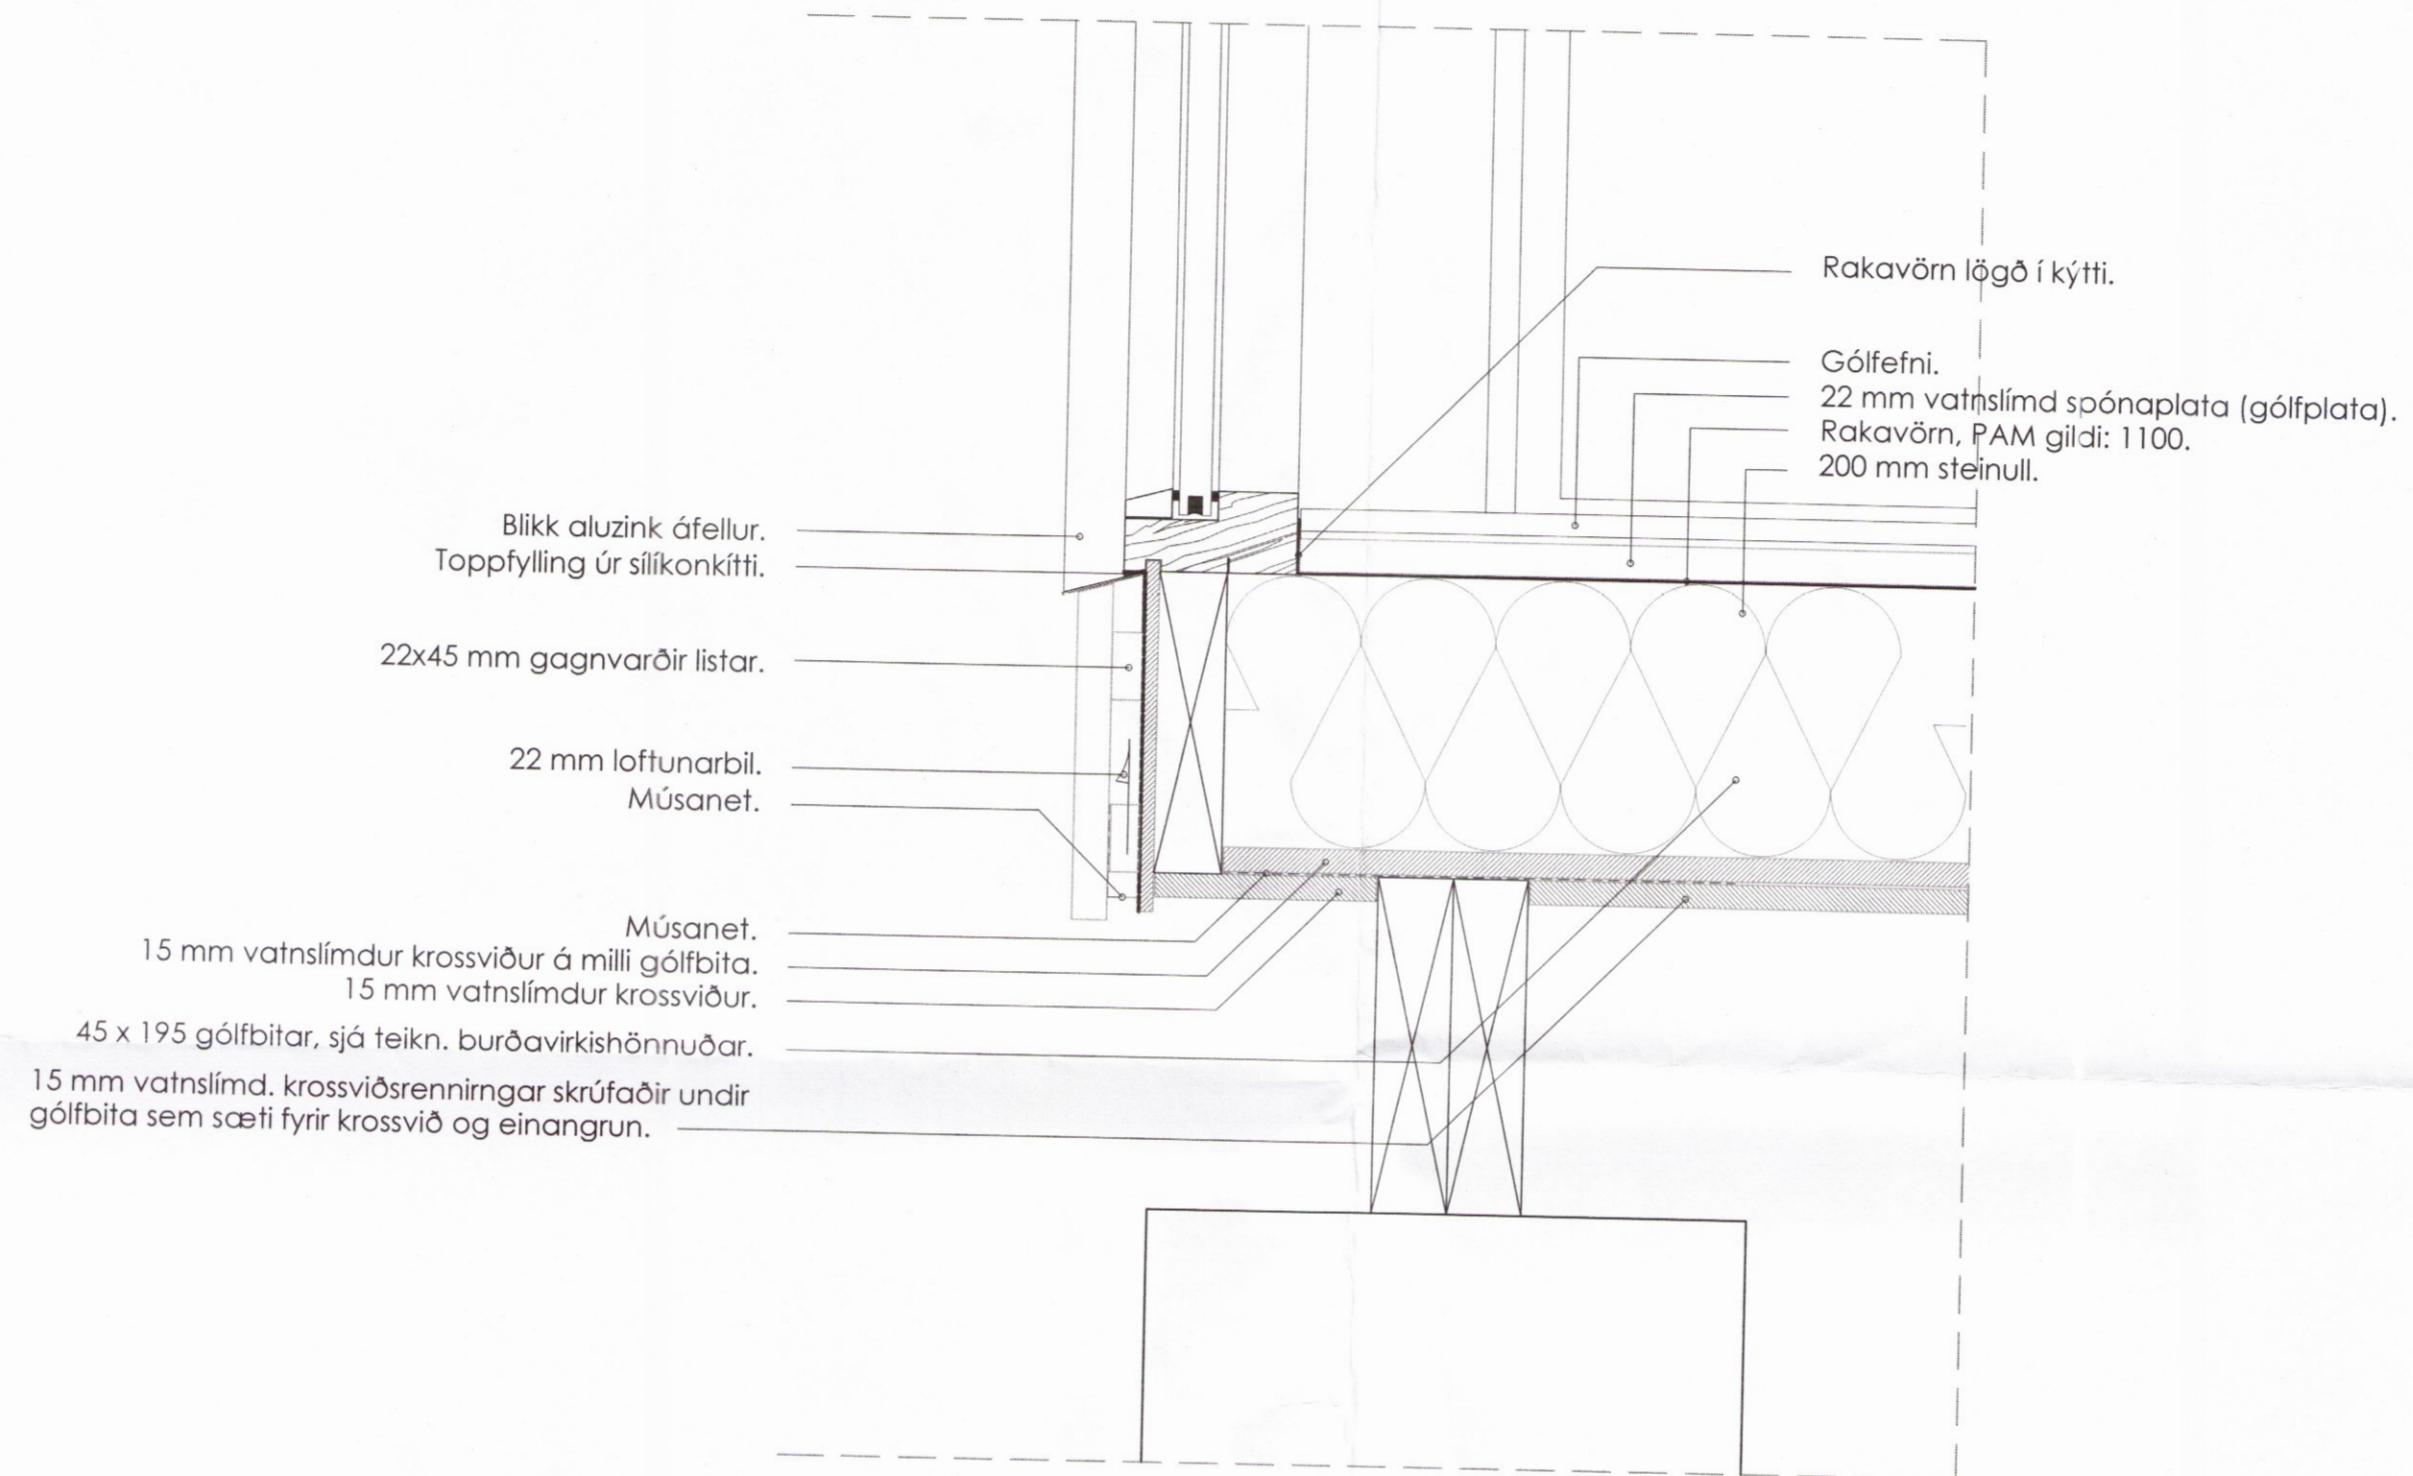 Rakavörn lögð í kýtti.
Gólfefni.
22 mm vatnslímd spónaplata (gólfplata).
Rakavörn, PAM gildi: 1100.
200 mm steinull.
Blikk aluzink áfellur.
Toppfylling úr sílíkonkítti.
22x45 mm gagnvarðir listar.
22 mm loftunarbil.
Músanet.
Músanet.
15 mm vatnslímdur krossviður á milli gólfbita.
15 mm vatnslímdur krossviður.
45 x 195 gólfbitar, sjá teikn. burðavirkishönnuðar.
15 mm vatnslímd. krossviðsrennirngar skrúfaðir undir
gólfbita sem sæti fyrir krossvið og einangrun.